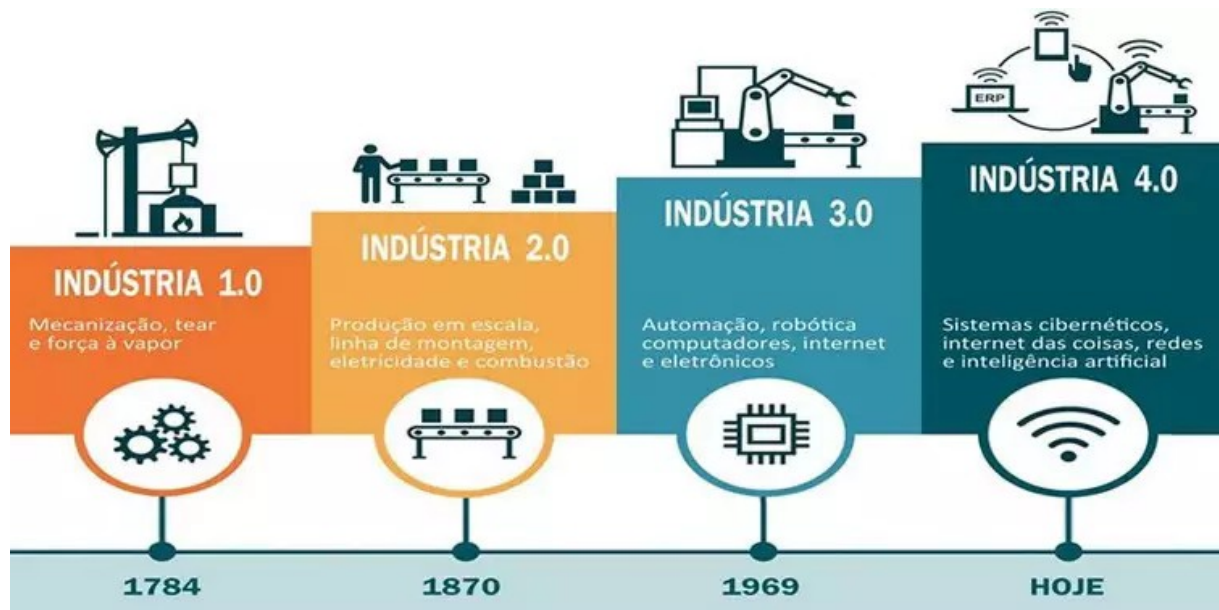 ERP
INDÚSTRIA 1.0
Mecanização, tear
e força à vapor
INDÚSTRIA 2.0
Produção em escala,
linha de montagem,
eletricidade e combustão
INDÚSTRIA 3.0
Automação, robótica
computadores, internet
e eletrônicos
INDÚSTRIA 4.0
Sistemas cibernéticos,
internet das coisas, redes
e inteligência artificial
1784
1870
1969
HOJE